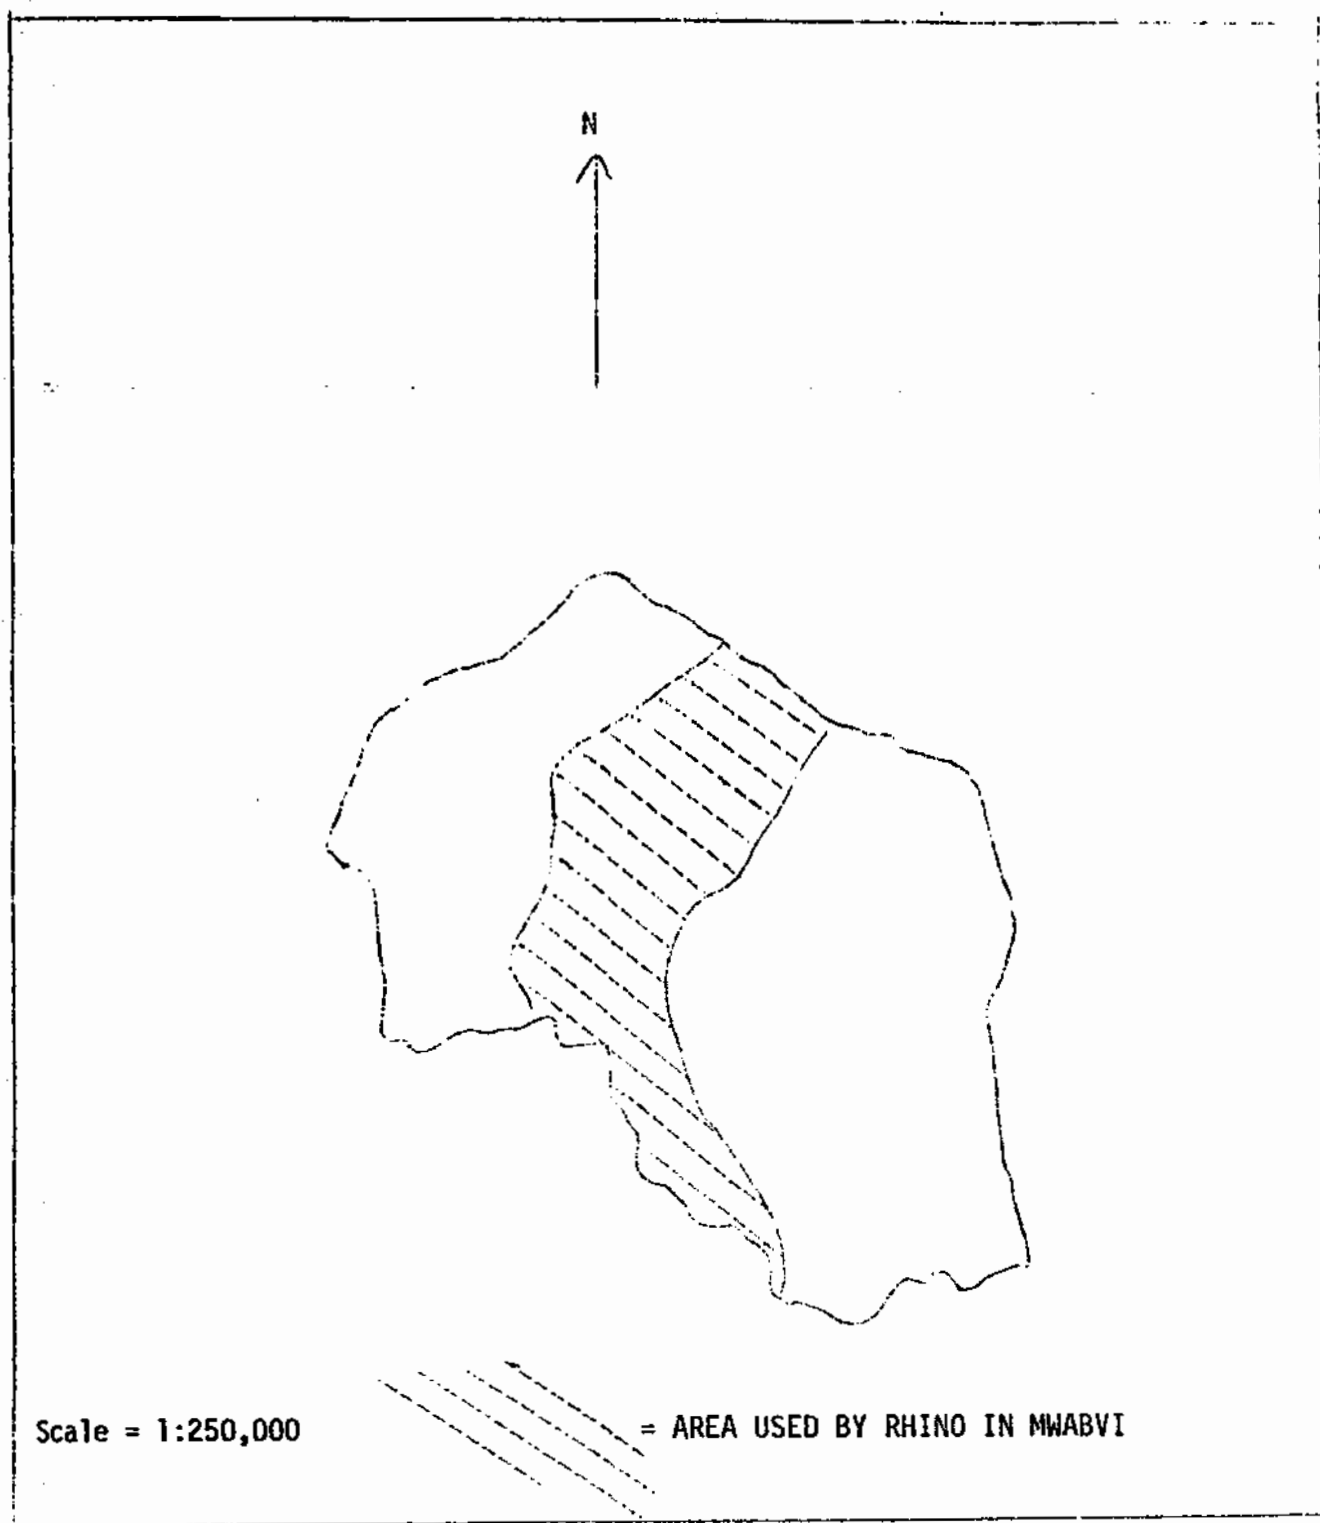 N
Scale = 1:250,000
= AREA USED BY RHINO IN MWABVI